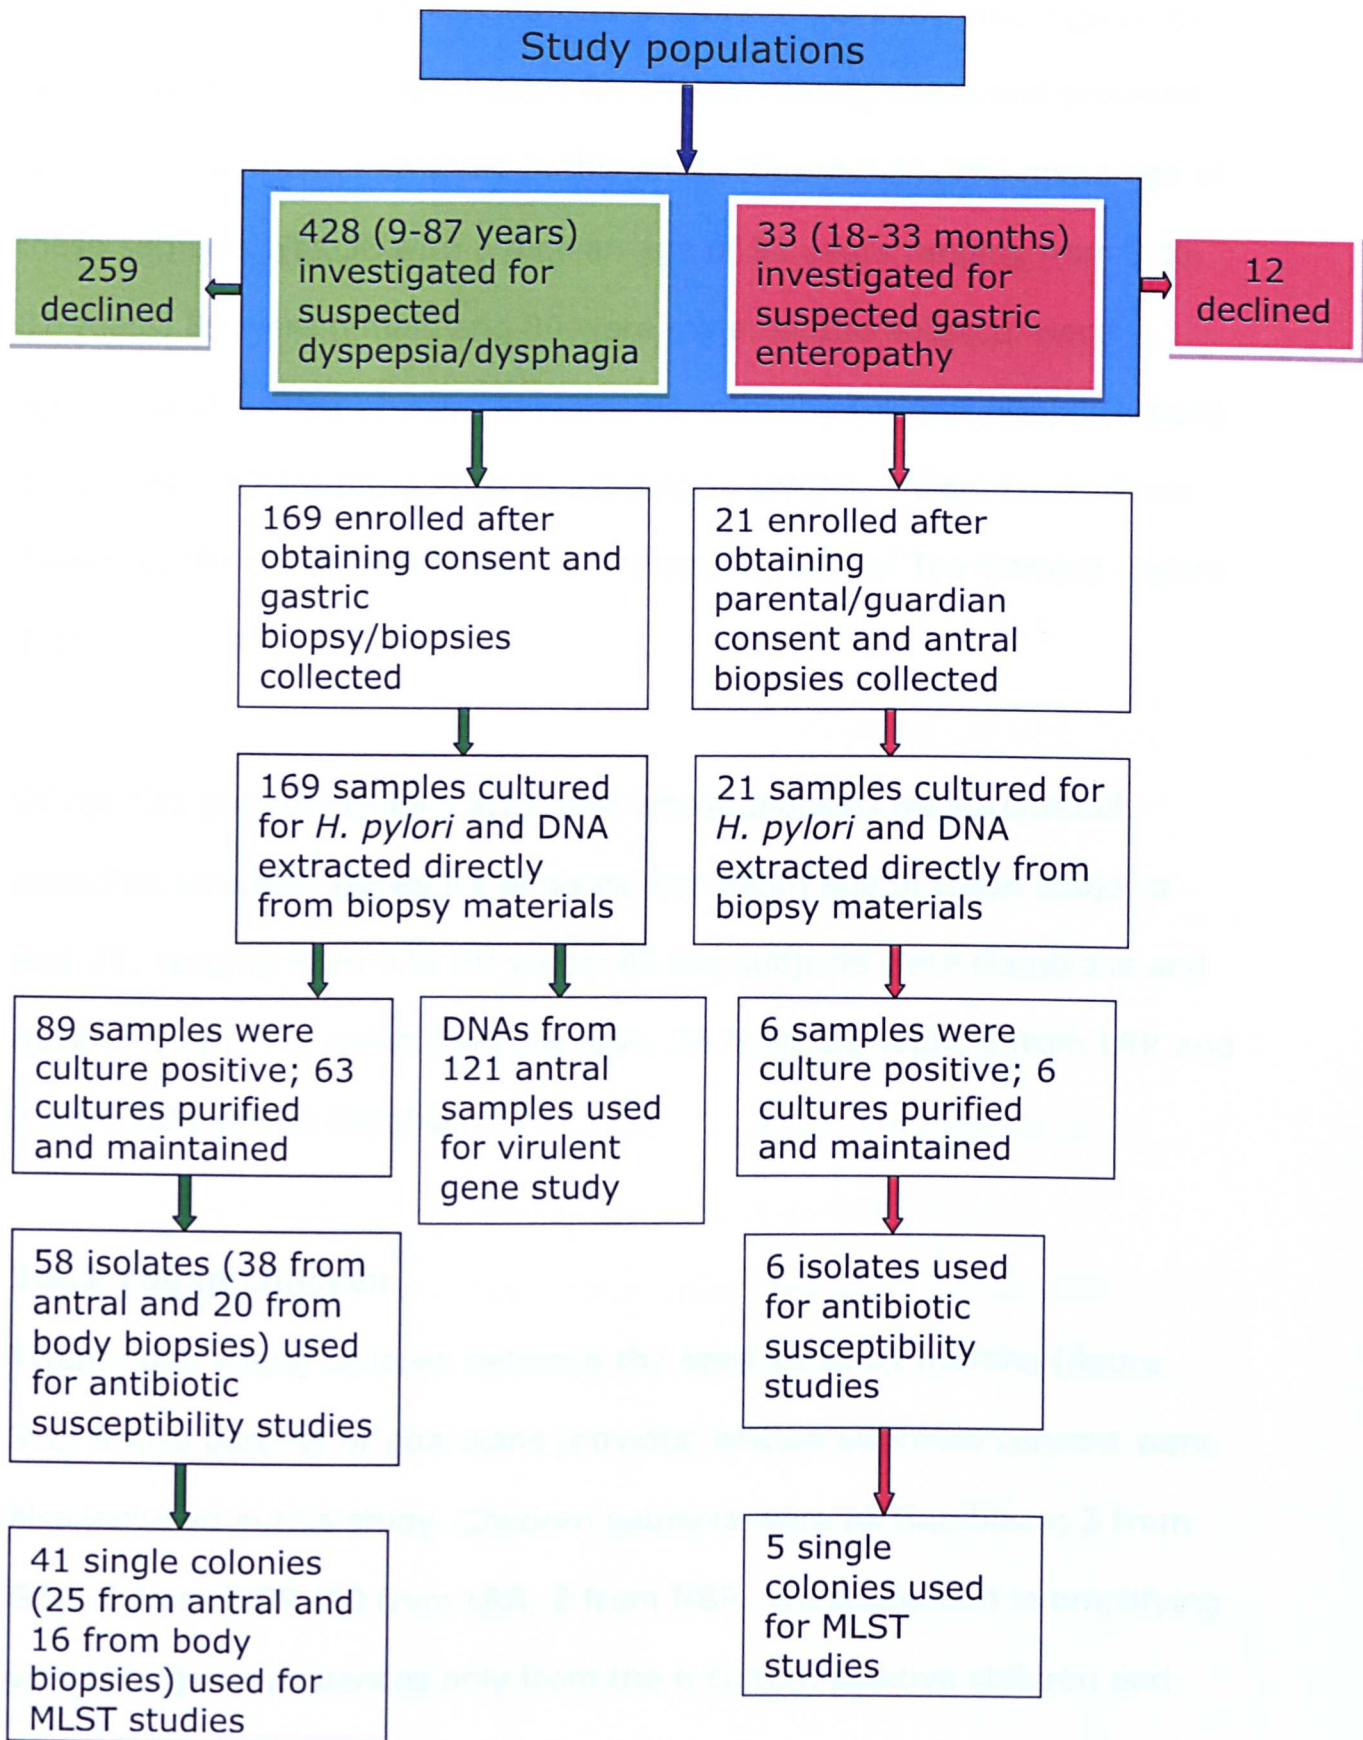 Study populations
428 (9-87 years)
investigated for
suspected
dyspepsia/dysphagia
33 (18-33 months)
investigated for
suspected gastric
enteropathy
259
declined
12
declined
169 enrolled after
obtaining consent and
gastric
biopsy/biopsies
collected
21 enrolled after
obtaining
parental/guardian
consent and antral
biopsies collected
169 samples cultured
for H. pylori and DNA
extracted directly
from biopsy materials
21 samples cultured for
H. pylori and DNA
extracted directly from
biopsy materials
89 samples were
culture positive; 63
cultures purified
and maintained
DNAs from
121 antral
samples used
for virulent
gene study
6 samples were
culture positive; 6
cultures purified
and maintained
58 isolates (38 from
antral and 20 from
body biopsies) used
for antibiotic
susceptibility studies
6 isolates used
for antibiotic
susceptibility
studies
41 single colonies
(25 from antral and
16 from body
biopsies) used for
MLST studies
5 single
colonies used
for MLST
studies